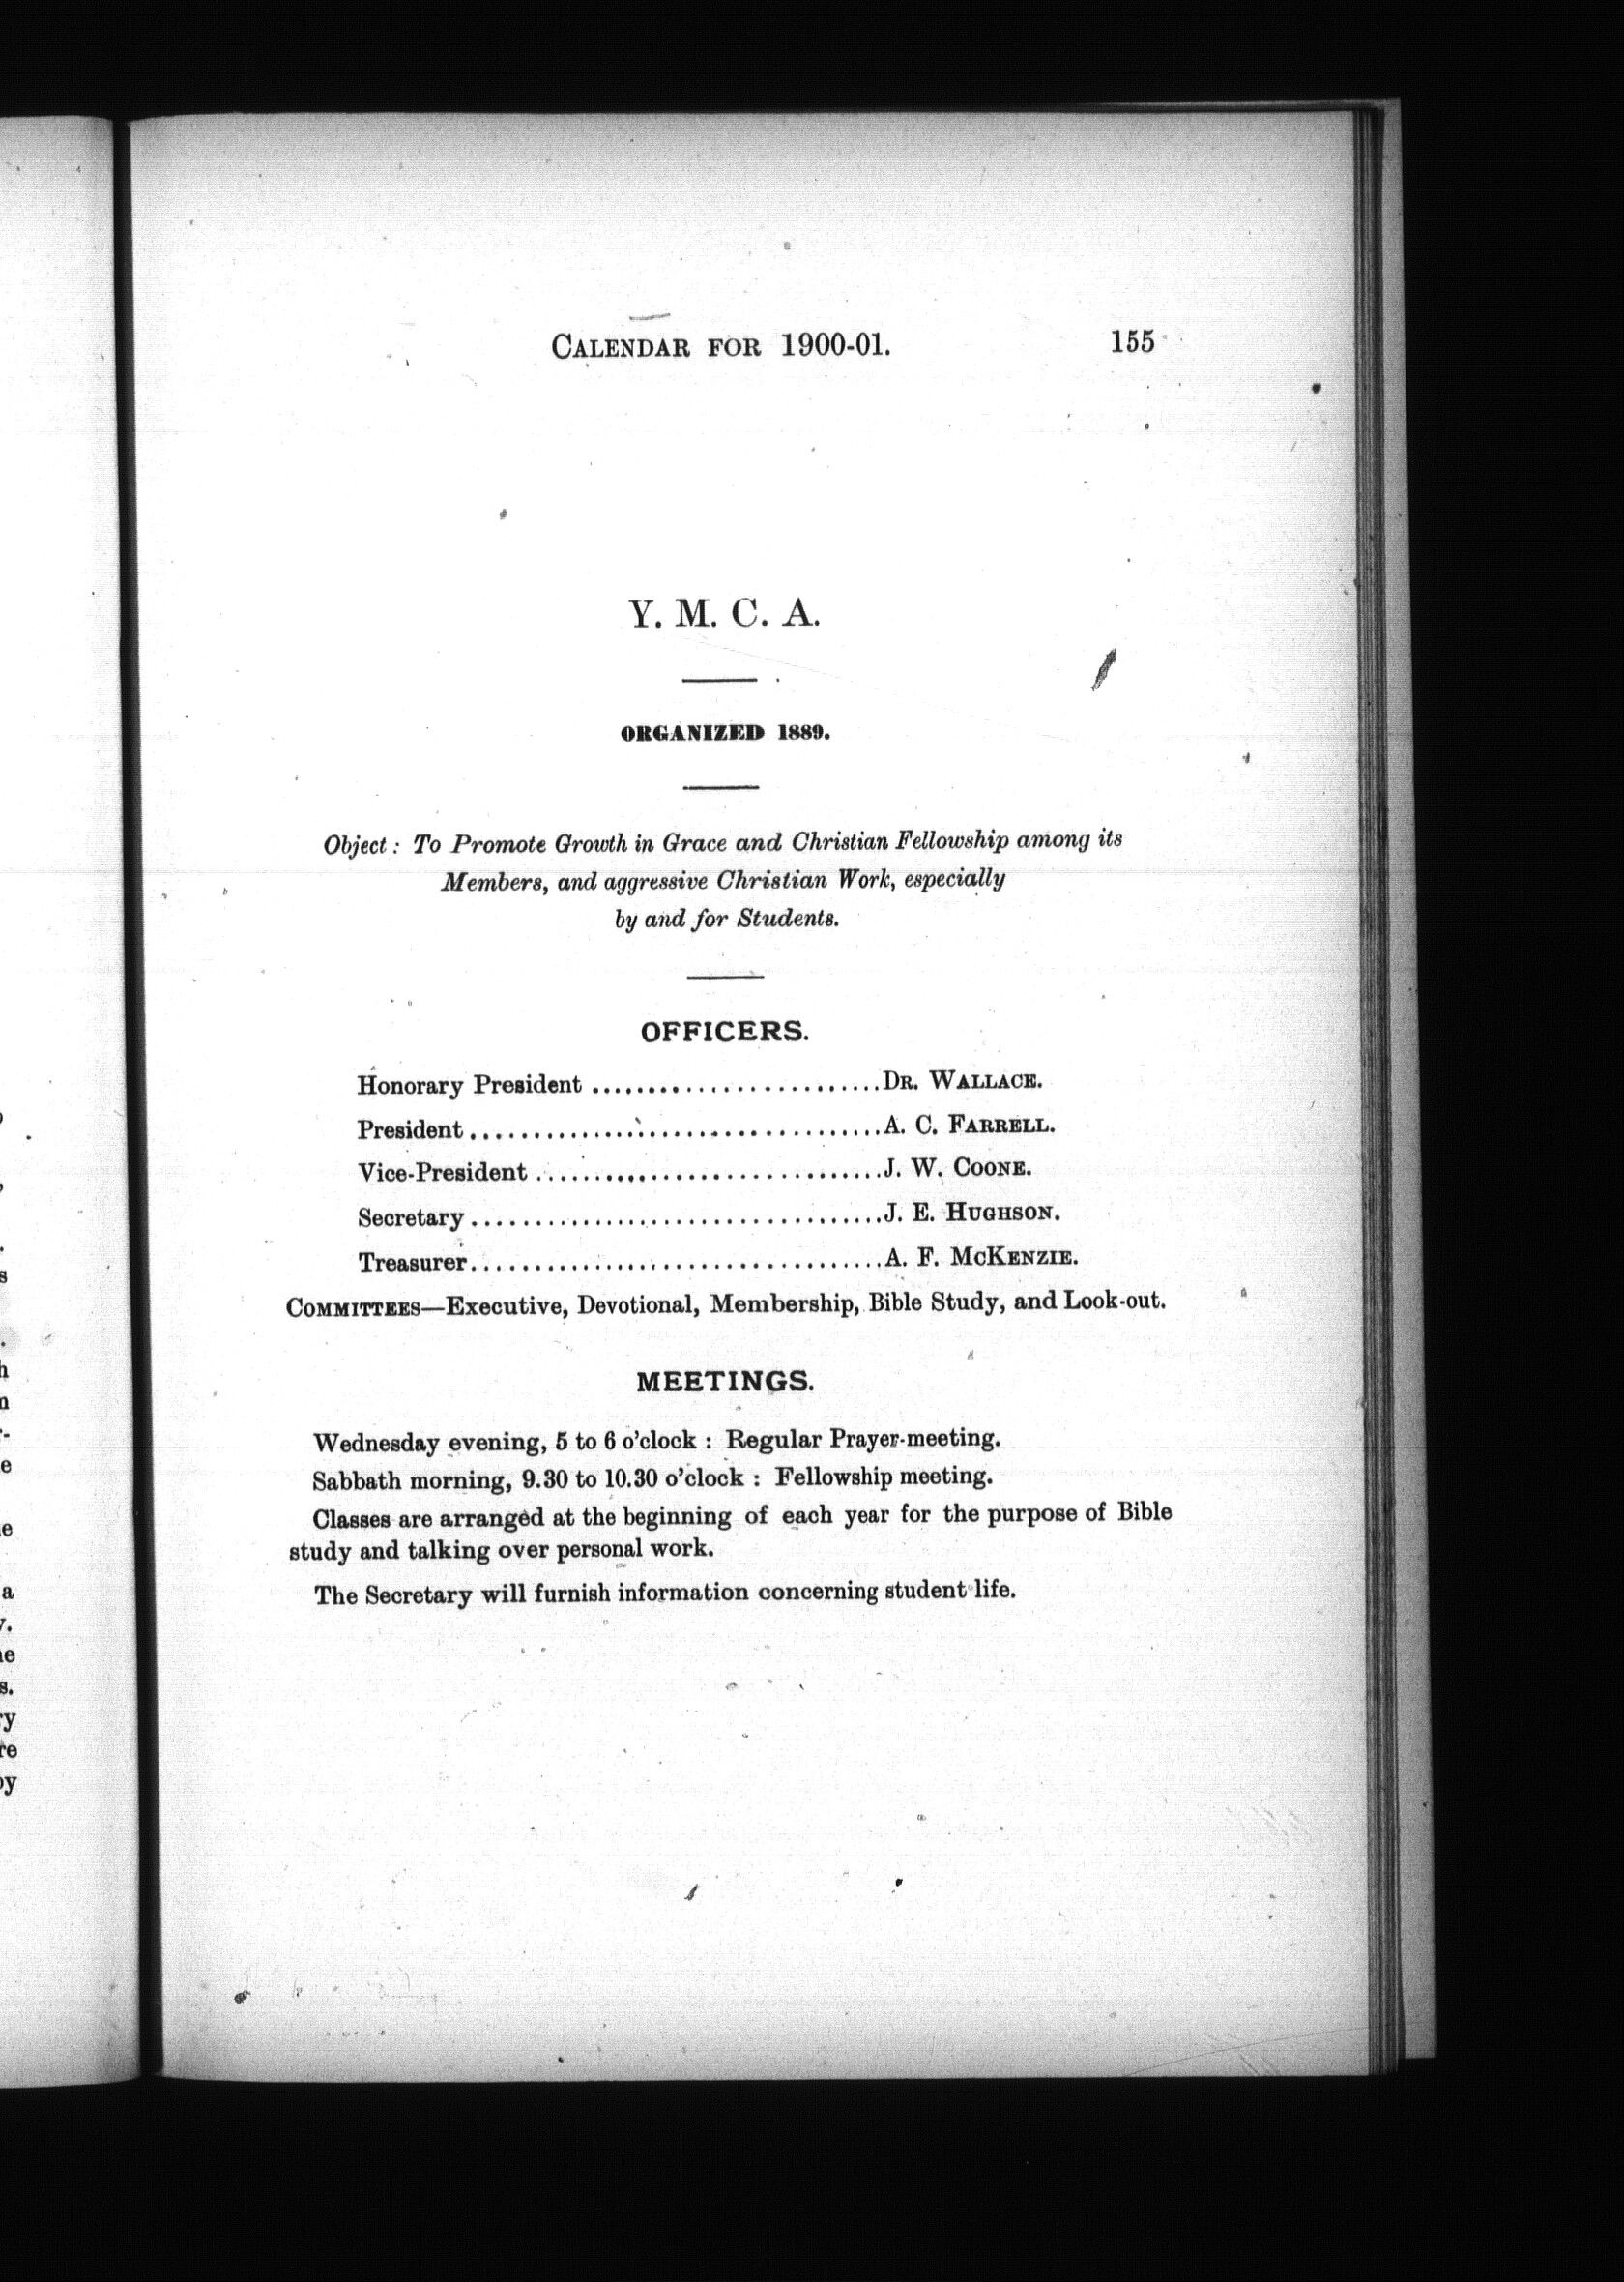 CALENDAR FOR 1900-01. 155
Y. M. C. A.
ORGANIZED 1889.
Object : To Promote Growth in Grace and Christian Fellowship among its
Members, and aggressive Christian Work, especially
by and for Students.
OFFICERS.
Honorary President ..........................DR. WALLACE.
President....................................A. C. FARRELL.
Vice-President ..............................J. W. COONE.
Secretary....................................J. E. HUGHSON.
Treasurer....................................A. F. MCKENZIE.
COMMITTEES—Executive, Devotional, Membership, Bible Study, and Look-out.
MEETINGS.
Wednesday evening, 5 to 6 o'clock : Regular Prayer-meeting.
Sabbath morning, 9.30 to 10.30 o'clock : Fellowship meeting.
Classes are arranged at the beginning of each year for the purpose of Bible
study and talking over personal work.
The Secretary will furnish information concerning student life.